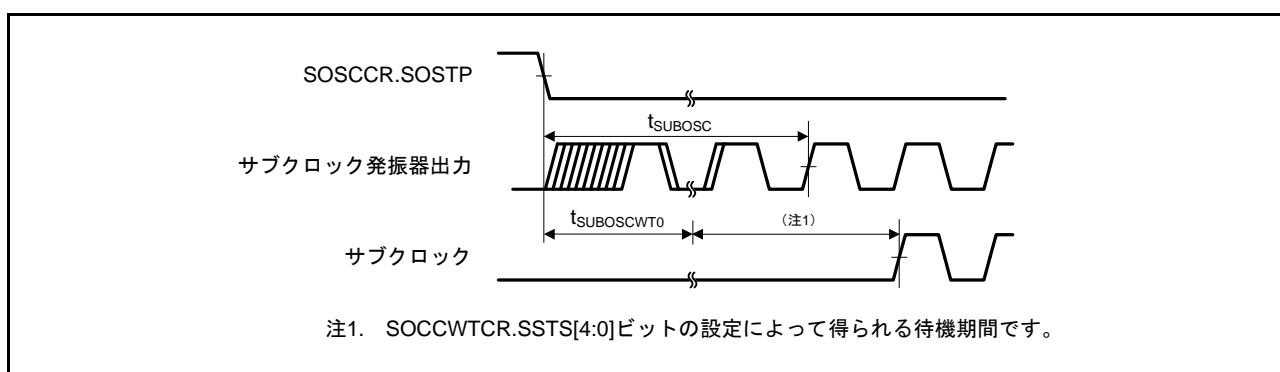 SOSCCR.SOSTP
tSUBOSC
サブクロック発振器出力
tSUBOSCWT0
（注1）
サブクロック
注1. SOCCWTCR.SSTS[4:0]ビットの設定によって得られる待機期間です。